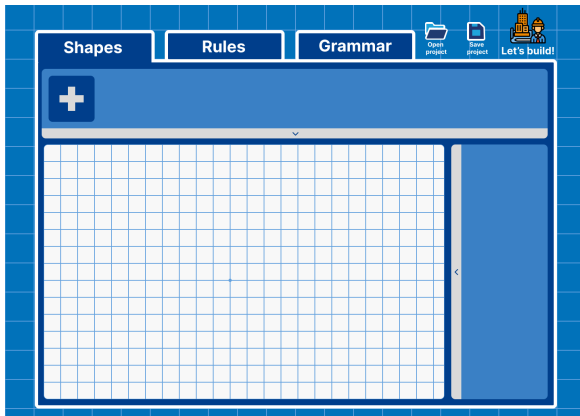 Shapes
Rules
Grammar
Open
project
Save
project
Let's build!